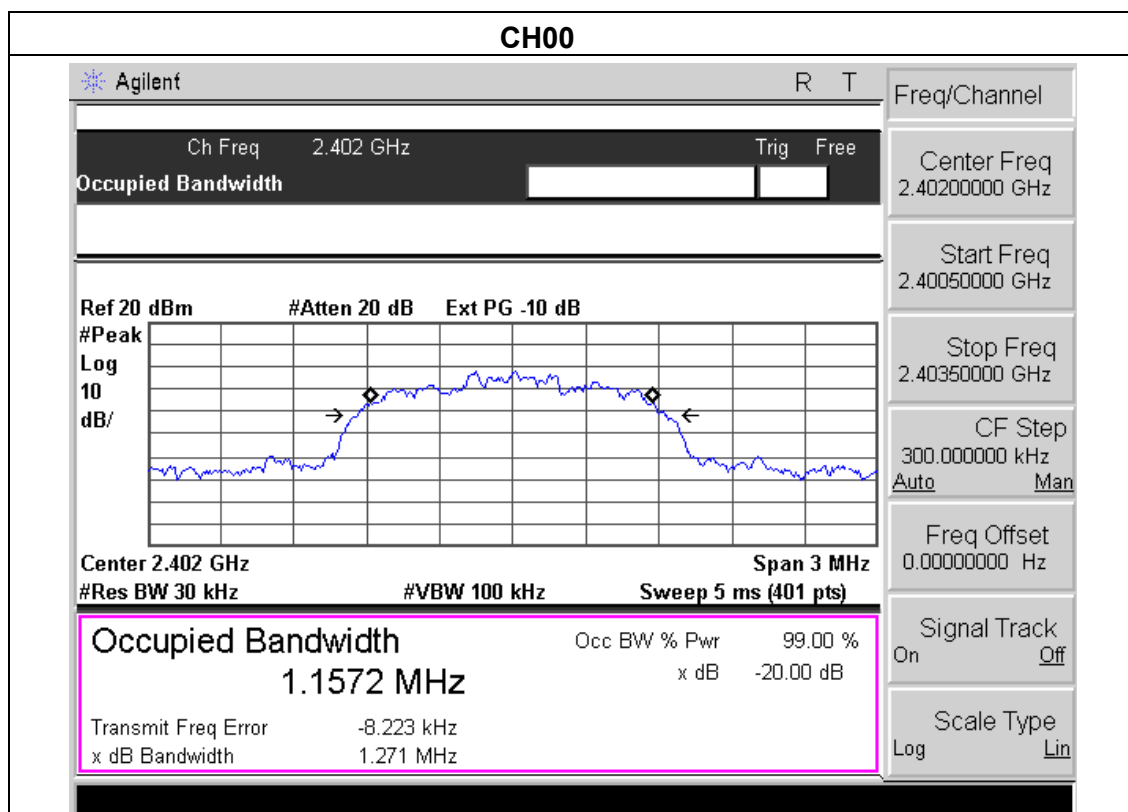 CH00
Agilent R T
Freq/Channel
Ch Freq 2.402 GHz Trig Free
Occupied Bandwidth
Center Freq
2.40200000 GHz
Start Freq
2.40050000 GHz
Stop Freq
2.40350000 GHz
CF Step
300.000000 kHz
Auto Man
Freq Offset
0.00000000 Hz
Signal Track
On Off
Scale Type
Log Lin
Ref 20 dBm #Atten 20 dB Ext PG -10 dB
#Peak
Log
10
dB/
Center 2.402 GHz Span 3 MHz
#Res BW 30 kHz #VBW 100 kHz Sweep 5 ms (401 pts)
Occupied Bandwidth Occ BW % Pwr 99.00 %
1.1572 MHz x dB -20.00 dB
Transmit Freq Error -8.223 kHz
x dB Bandwidth 1.271 MHz